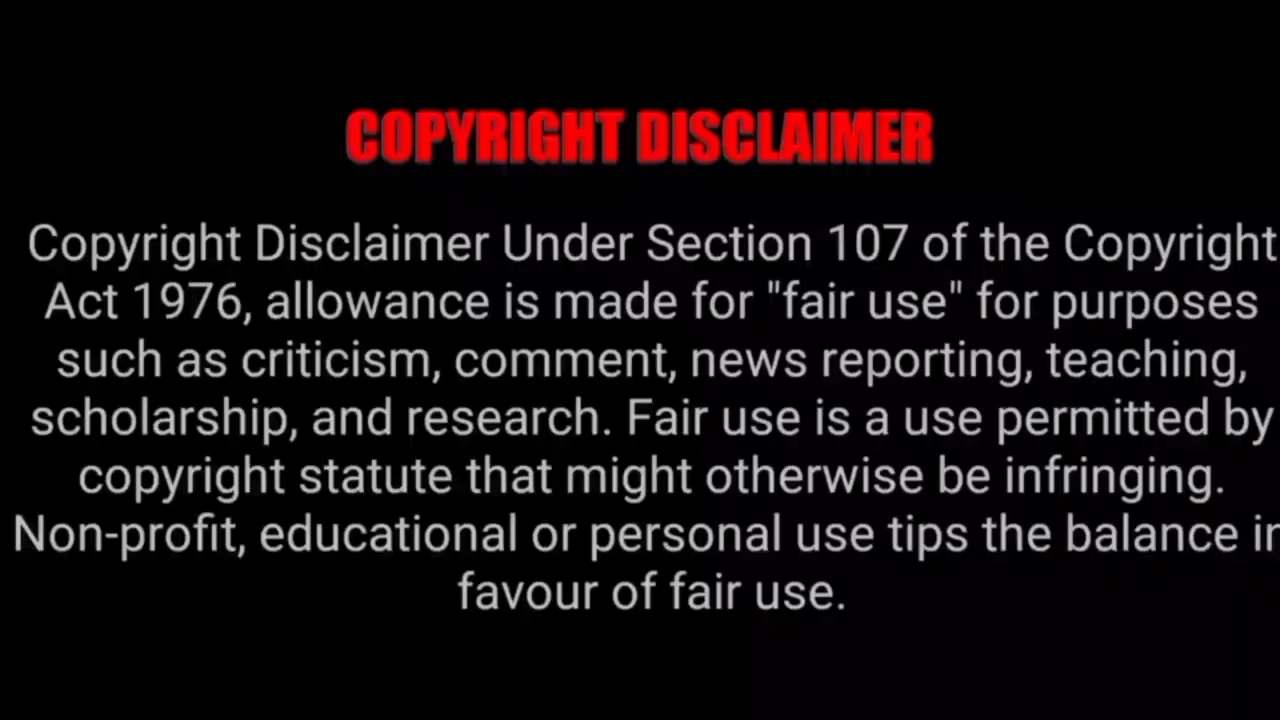 COPYRIGHT DISCLAIMER
Copyright Disclaimer Under Section 107 of the Copyright
Act 1976, allowance is made for "fair use" for purposes
such as criticism, comment, news reporting, teaching,
scholarship, and research. Fair use is a use permitted by
copyright statute that might otherwise be infringing.
Non-profit, educational or personal use tips the balance in
favour of fair use.